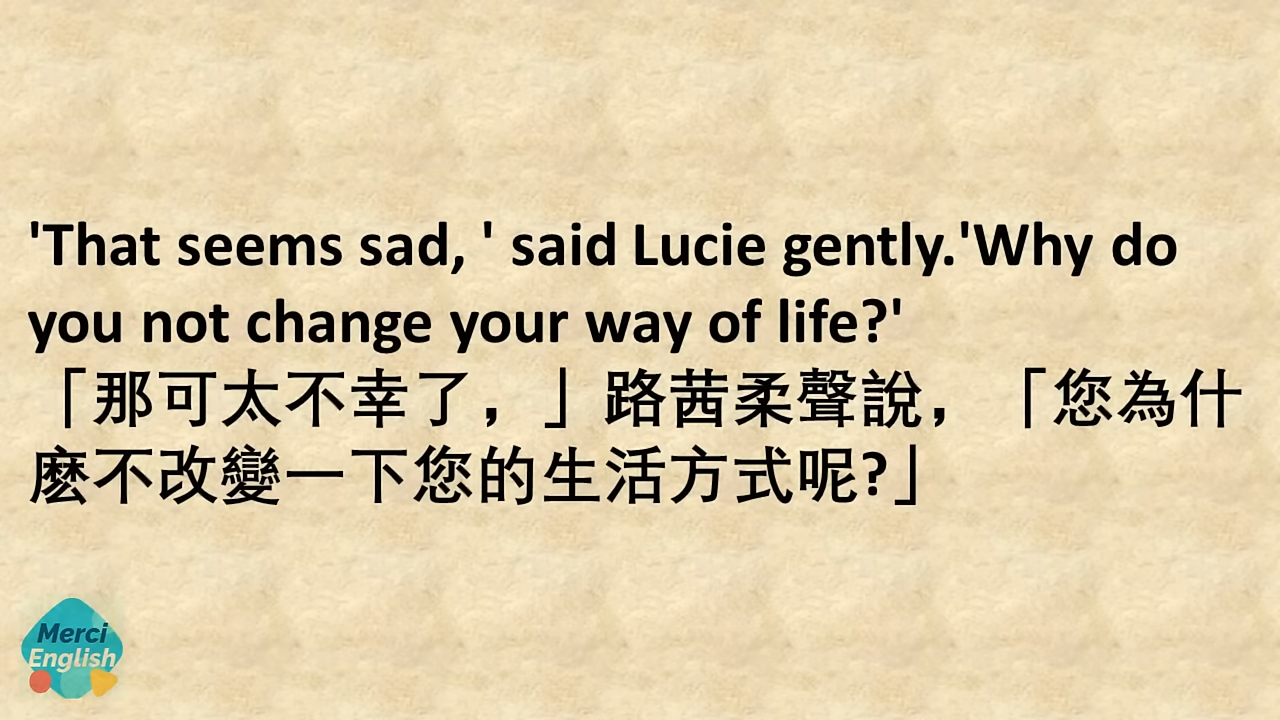 'That seems sad, ' said Lucie gently.'Why do
you not change your way of life?'
「那可太不幸了，」路茜柔聲說，「您為什
麽不改變一下您的生活方式呢?」
Merci
English